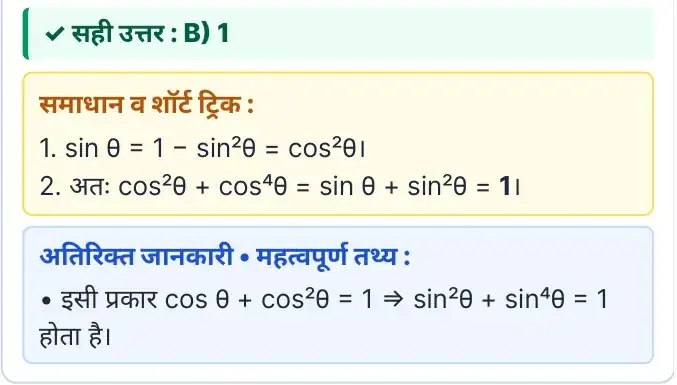 ✓ सही उत्तर : B) 1
समाधान व शॉर्ट ट्रिक :
1. sin θ = 1 − sin²θ = cos²θ।
2. अतः cos²θ + cos⁴θ = sin θ + sin²θ = 1।
अतिरिक्त जानकारी • महत्वपूर्ण तथ्य :
• इसी प्रकार cos θ + cos²θ = 1 ⇒ sin²θ + sin⁴θ = 1
होता है।